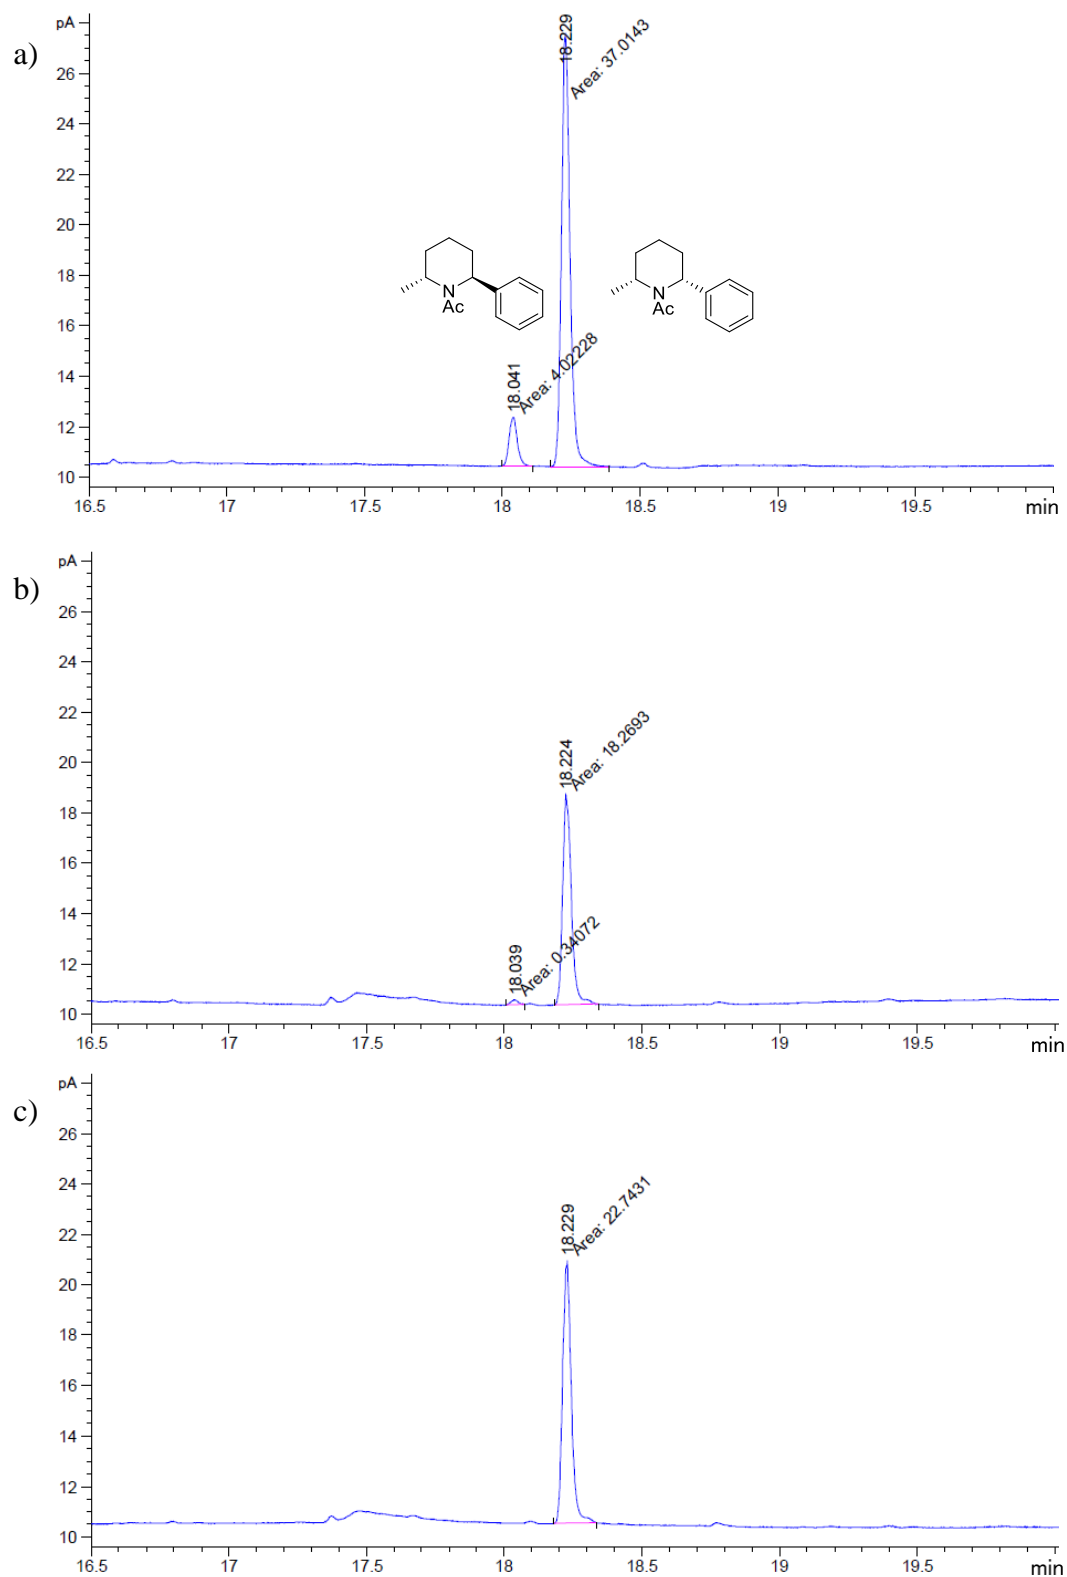 a)
pA
26
24
22
20
18
16
14
12
10
18.229
Area: 37.0143
N
Ac
N
Ac
18.041
Area: 4.02228
16.5 17 17.5 18 18.5 19 19.5 min
b)
pA
26
24
22
20
18
16
14
12
10
18.224
Area: 18.2693
18.039
Area: 0.34072
16.5 17 17.5 18 18.5 19 19.5 min
c)
pA
26
24
22
20
18
16
14
12
10
18.229
Area: 22.7431
16.5 17 17.5 18 18.5 19 19.5 min